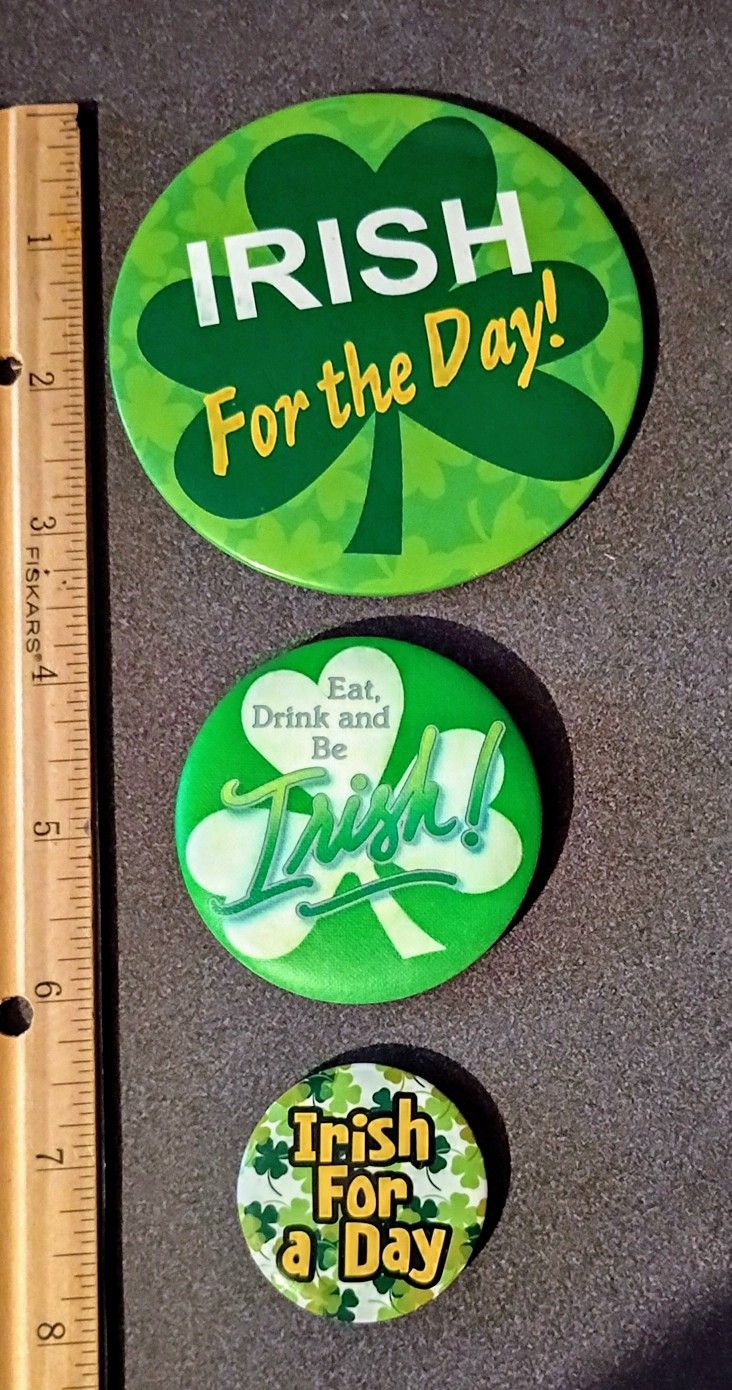 IRISH
For the Day!
Eat,
Drink and
Be
Irish!
Irish
For
a Day
1
2
3
FISKARS®
4
5
6
7
8